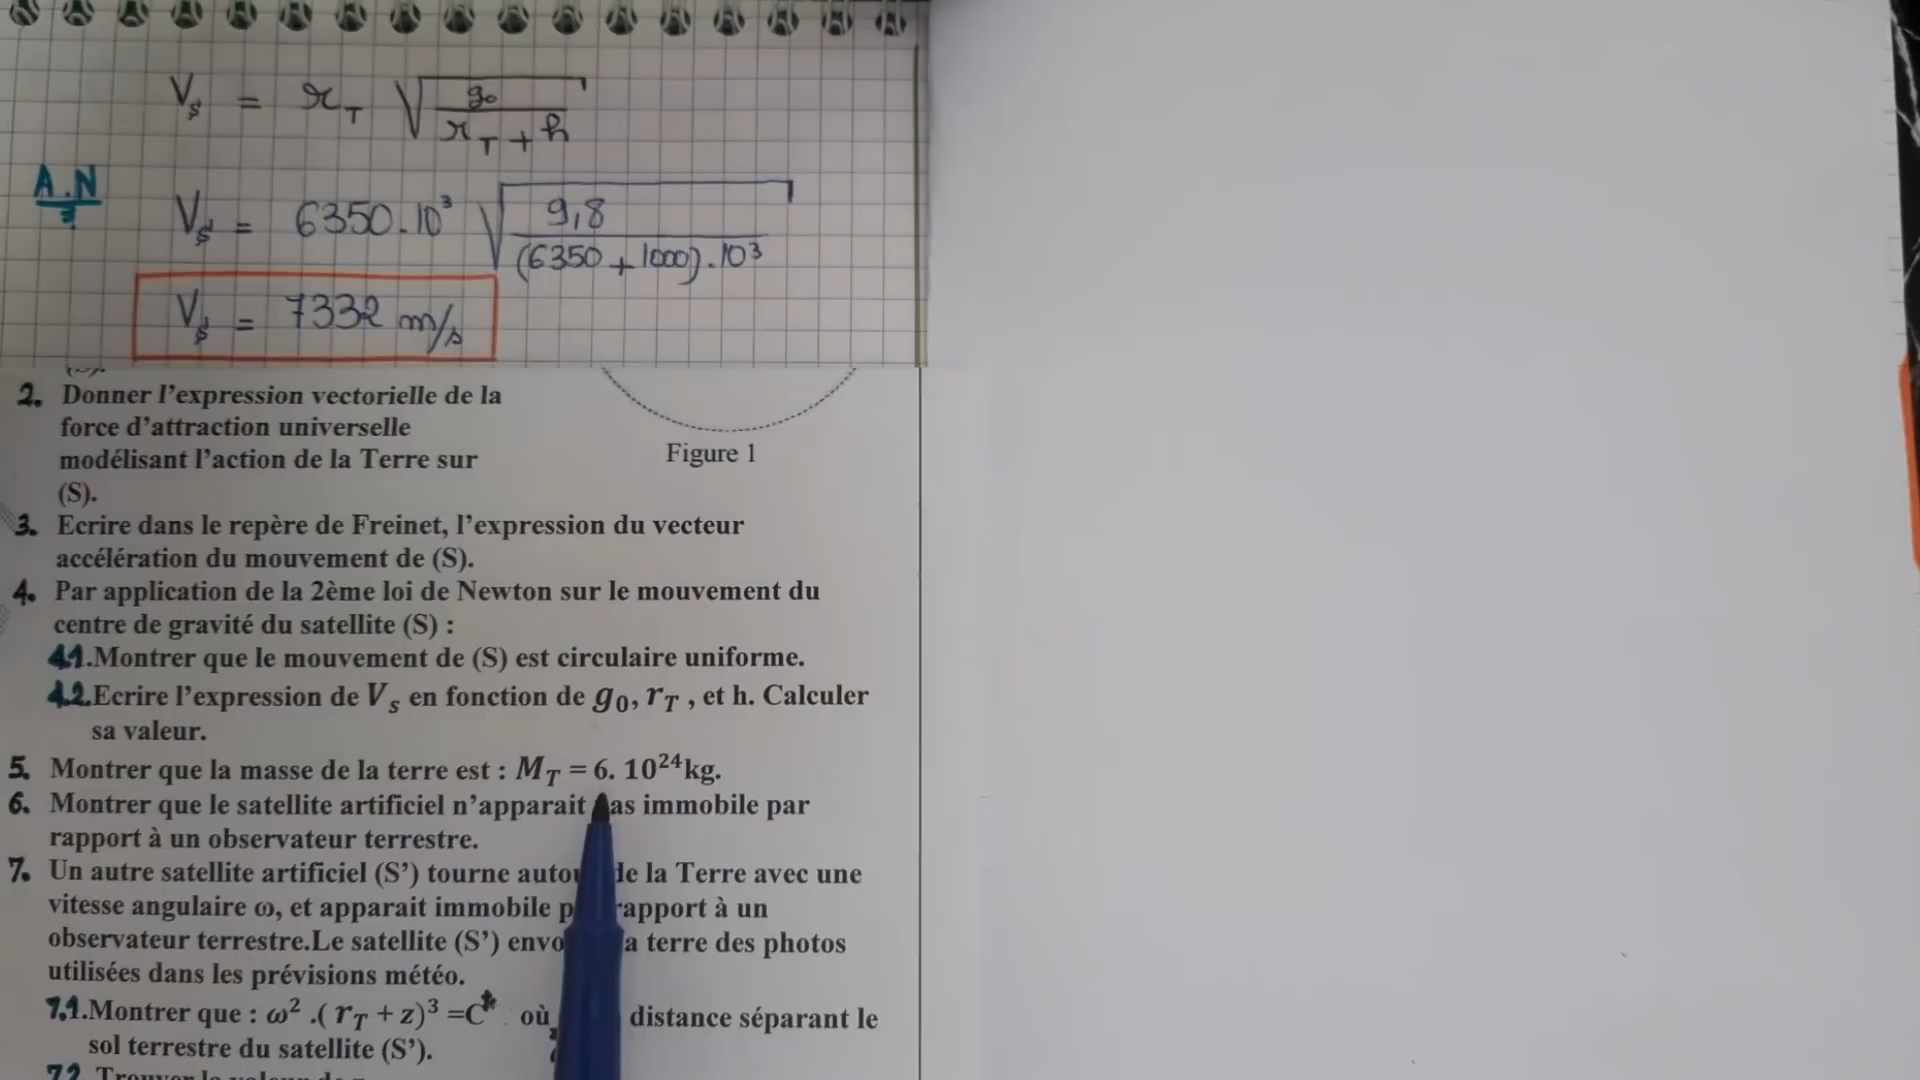 V_s = r_T √(g₀ / (r_T + h))
A.N
V_s = 6350.10³ √(9,8 / ((6350 + 1000).10³))
V_s = 7332 m/s
2. Donner l'expression vectorielle de la
force d'attraction universelle
modélisant l'action de la Terre sur
(S).
Figure 1
3. Ecrire dans le repère de Freinet, l'expression du vecteur
accélération du mouvement de (S).
4. Par application de la 2ème loi de Newton sur le mouvement du
centre de gravité du satellite (S) :
4.1.Montrer que le mouvement de (S) est circulaire uniforme.
4.2.Ecrire l'expression de V_s en fonction de g₀, r_T , et h. Calculer
sa valeur.
5. Montrer que la masse de la terre est : M_T = 6. 10²⁴kg.
6. Montrer que le satellite artificiel n'apparait as immobile par
rapport à un observateur terrestre.
7. Un autre satellite artificiel (S') tourne autou de la Terre avec une
vitesse angulaire ω, et apparait immobile p rapport à un
observateur terrestre.Le satellite (S') envo a terre des photos
utilisées dans les prévisions météo.
7.1.Montrer que : ω² .( r_T + z)³ =Cᵗᵉ où distance séparant le
sol terrestre du satellite (S').
7.2. Trouver la valeur de